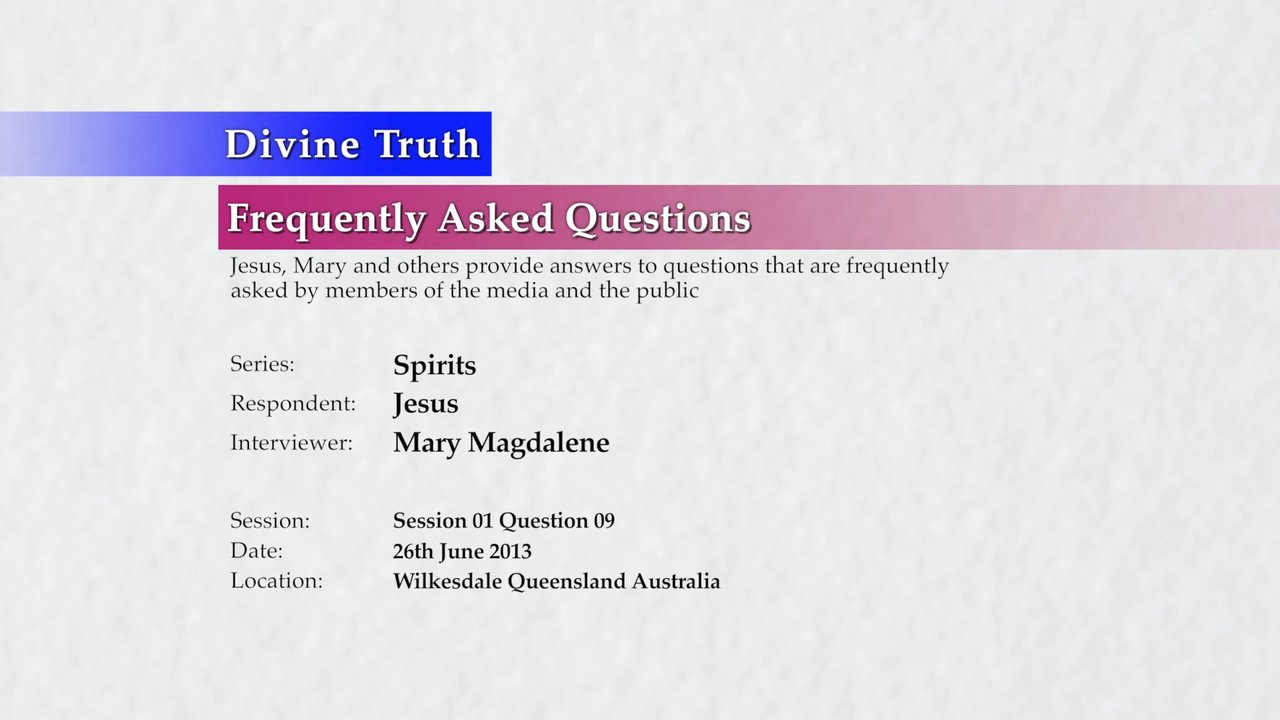 Divine Truth
Frequently Asked Questions
Jesus, Mary and others provide answers to questions that are frequently
asked by members of the media and the public
Series: Spirits
Respondent: Jesus
Interviewer: Mary Magdalene
Session: Session 01 Question 09
Date: 26th June 2013
Location: Wilkesdale Queensland Australia